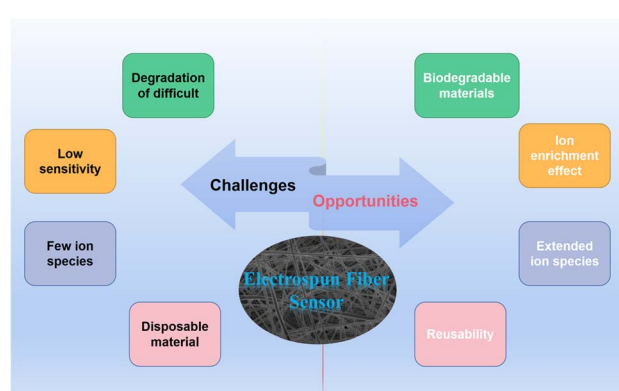 Degradation
of difficult
Biodegradable
materials
Low
sensitivity
Ion
enrichment
effect
Challenges
Opportunities
Few ion
species
Extended
ion species
Electrospun Fiber
Sensor
Disposable
material
Reusability